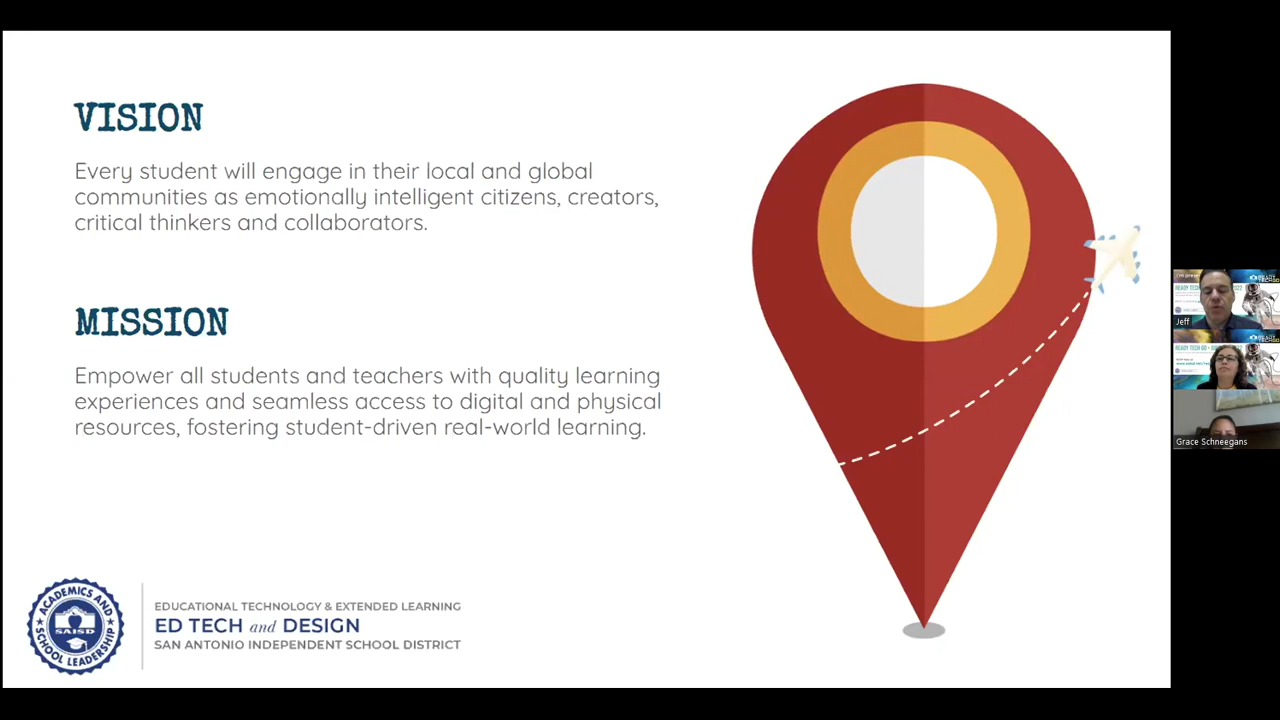 VISION
Every student will engage in their local and global
communities as emotionally intelligent citizens, creators,
critical thinkers and collaborators.
MISSION
Empower all students and teachers with quality learning
experiences and seamless access to digital and physical
resources, fostering student-driven real-world learning.
ACADEMICS AND
SAISD
SCHOOL LEADERSHIP
EDUCATIONAL TECHNOLOGY & EXTENDED LEARNING
ED TECH and DESIGN
SAN ANTONIO INDEPENDENT SCHOOL DISTRICT
Jeff
READY TECH GO
Grace Schneegans